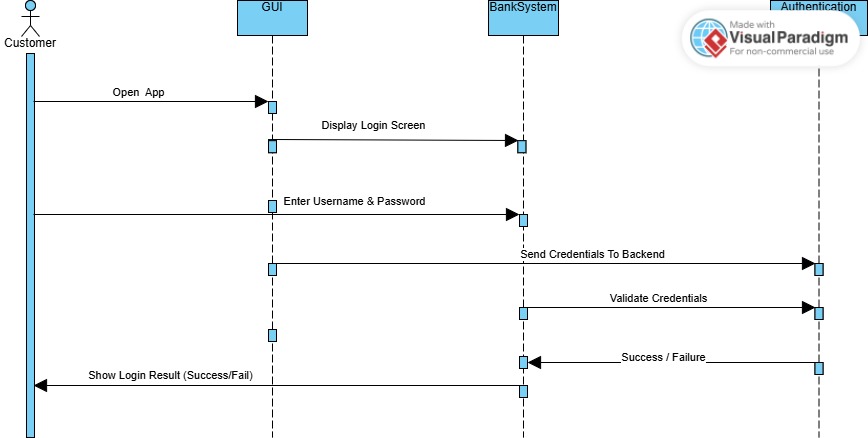 GUI
BankSystem
Authentication
Made with
Visual Paradigm
For non-commercial use
Customer
Open  App
Display Login Screen
Enter Username & Password
Send Credentials To Backend
Validate Credentials
Success / Failure
Show Login Result (Success/Fail)